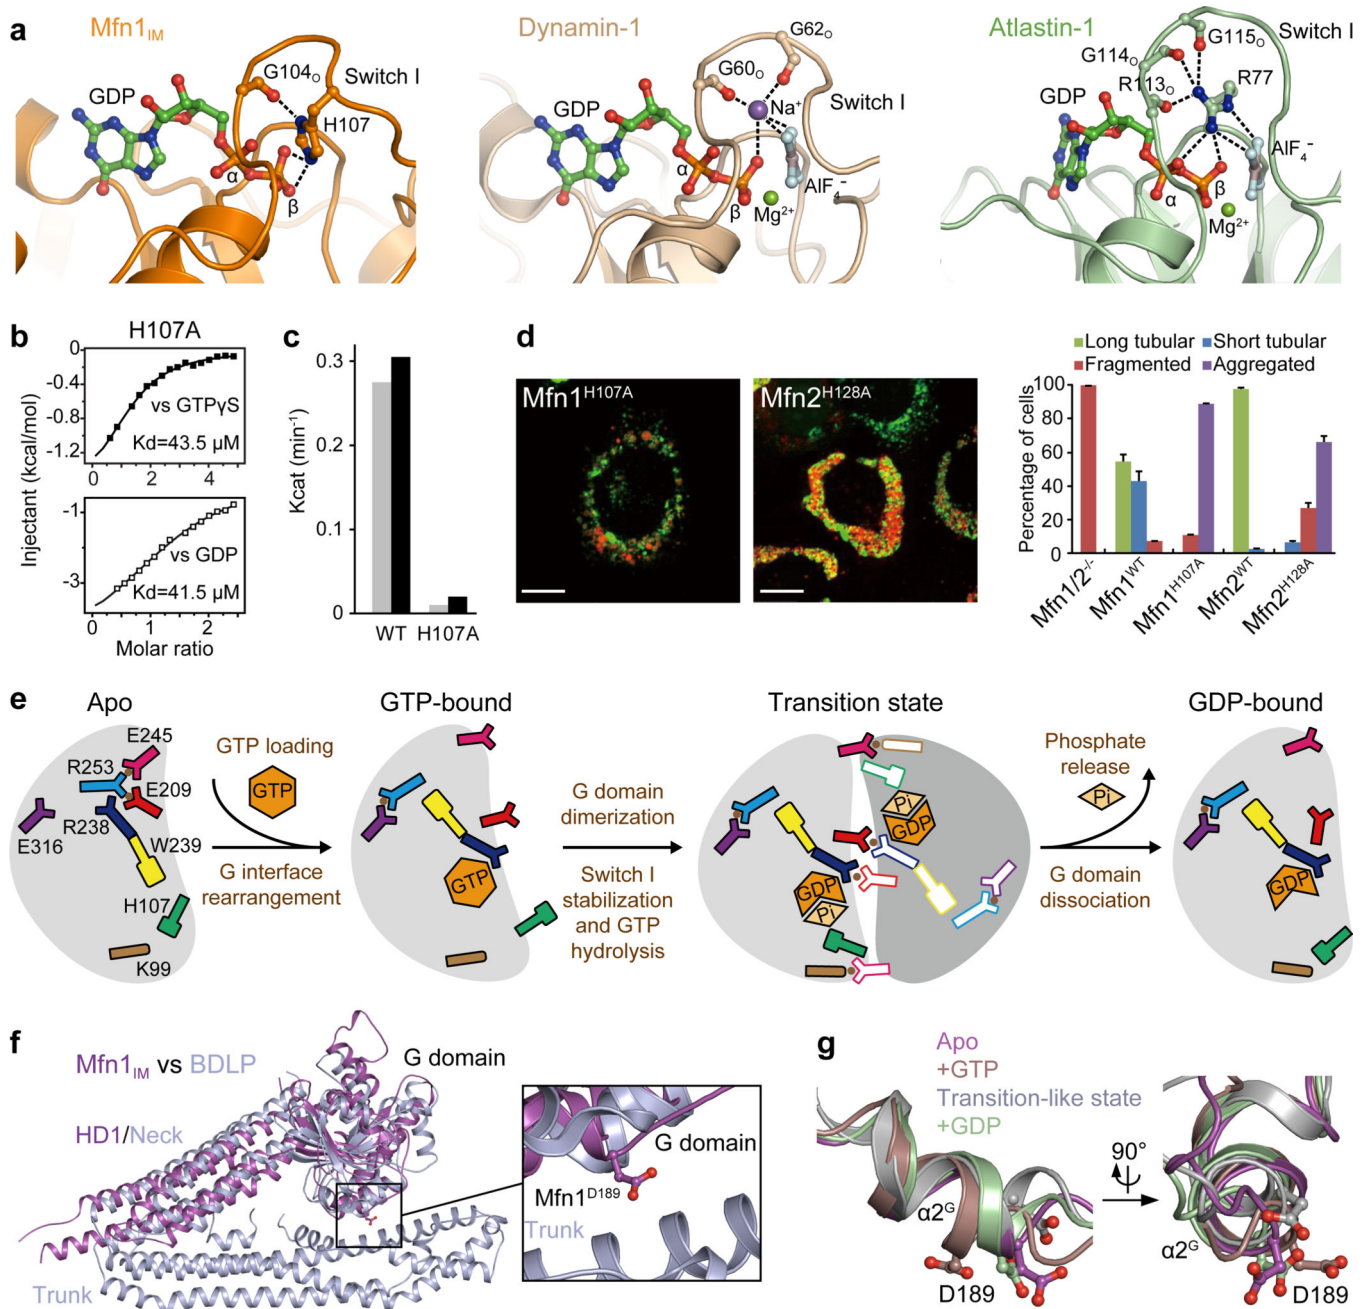 a
Mfn1IM
G104O
Switch I
GDP
H107
α
β
Dynamin-1
G62O
G60O
Na+
Switch I
GDP
α
AlF4-
β
Mg2+
Atlastin-1
G115O
Switch I
G114O
R113O
R77
GDP
AlF4-
β
α
Mg2+
b
H107A
Injectant (kcal/mol)
0
-0.4
-0.8
-1.2
vs GTPγS
Kd=43.5 μM
0 2 4
-1
-3
vs GDP
Kd=41.5 μM
0 1 2
Molar ratio
c
Kcat (min-1)
0.3
0.2
0.1
0
WT H107A
d
Mfn1H107A
Mfn2H128A
Long tubular
Short tubular
Fragmented
Aggregated
Percentage of cells
100
80
60
40
20
0
Mfn1/2-/-
Mfn1WT
Mfn1H107A
Mfn2WT
Mfn2H128A
e
Apo
E245
R253
E209
R238
E316
W239
H107
K99
GTP loading
GTP
G interface
rearrangement
GTP-bound
GTP
G domain
dimerization
Switch I
stabilization
and GTP
hydrolysis
Transition state
Pi
GDP
GDP
Pi
Phosphate
release
Pi
G domain
dissociation
GDP-bound
GDP
f
Mfn1IM vs BDLP
G domain
HD1/Neck
Trunk
G domain
Mfn1D189
Trunk
g
Apo
+GTP
Transition-like state
+GDP
90°
α2G
D189
α2G
D189